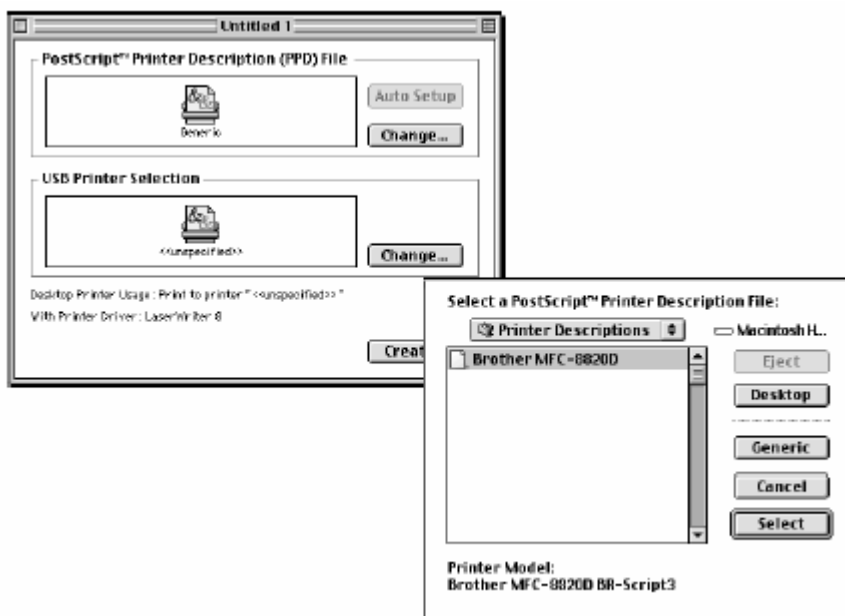 Untitled 1
PostScript™ Printer Description (PPD) File
Auto Setup
Generic
Change...
USB Printer Selection
<<unspecified>>
Change...
Desktop Printer Usage: Print to printer "<<unspecified>>"
With Printer Driver: LaserWriter 8
Creat
Select a PostScript™ Printer Description File:
Printer Descriptions
Macintosh H...
Brother MFC-8820D
Eject
Desktop
Generic
Cancel
Select
Printer Model:
Brother MFC-8820D BR-Script3